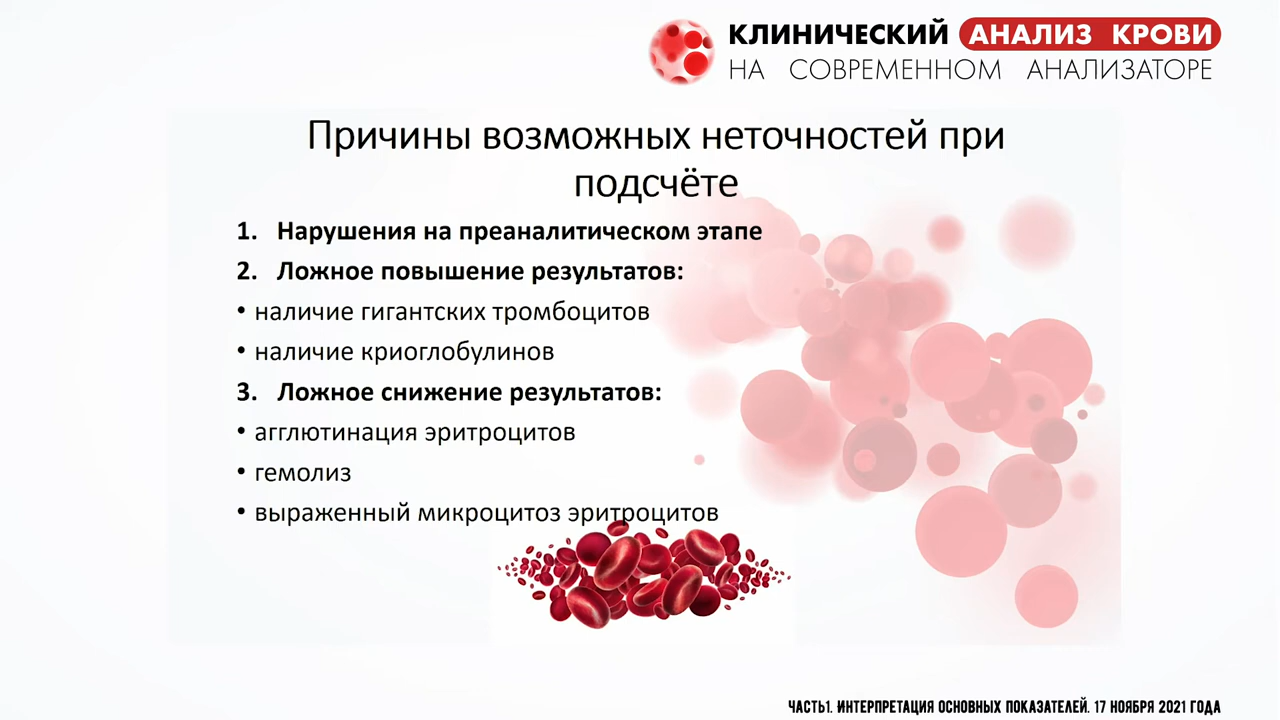 КЛИНИЧЕСКИЙ АНАЛИЗ КРОВИ
НА СОВРЕМЕННОМ АНАЛИЗАТОРЕ
Причины возможных неточностей при
подсчёте
1. Нарушения на преаналитическом этапе
2. Ложное повышение результатов:
• наличие гигантских тромбоцитов
• наличие криоглобулинов
3. Ложное снижение результатов:
• агглютинация эритроцитов
• гемолиз
• выраженный микроцитоз эритроцитов
ЧАСТЬ1. ИНТЕРПРЕТАЦИЯ ОСНОВНЫХ ПОКАЗАТЕЛЕЙ. 17 НОЯБРЯ 2021 ГОДА